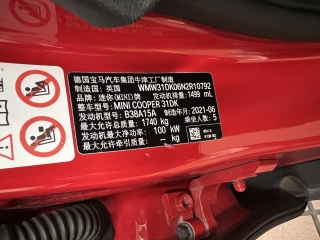 德国宝马汽车集团牛津工厂制造
制造国：英国 WMW31DK06N2R10792
品牌：迷你(MINI)牌 发动机排量：1499 mL
整车型号：MINI COOPER 31DK
发动机型号：B38A15A 制造年月：2021-06
最大允许总质量：1740 kg 乘坐人数：5
发动机最大净功率：100 kW
最大允许牵引质量： kg